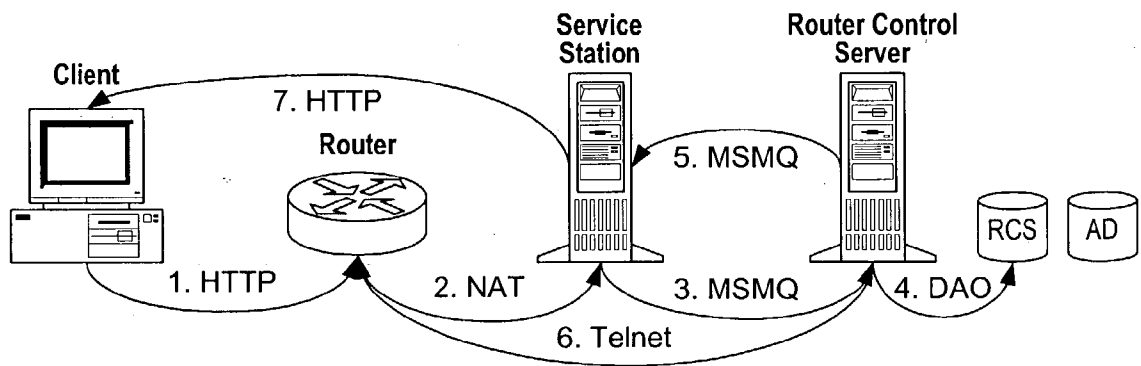 Service
Station
Router Control
Server
Client
7. HTTP
Router
5. MSMQ
RCS
AD
1. HTTP
2. NAT
3. MSMQ
4. DAO
6. Telnet